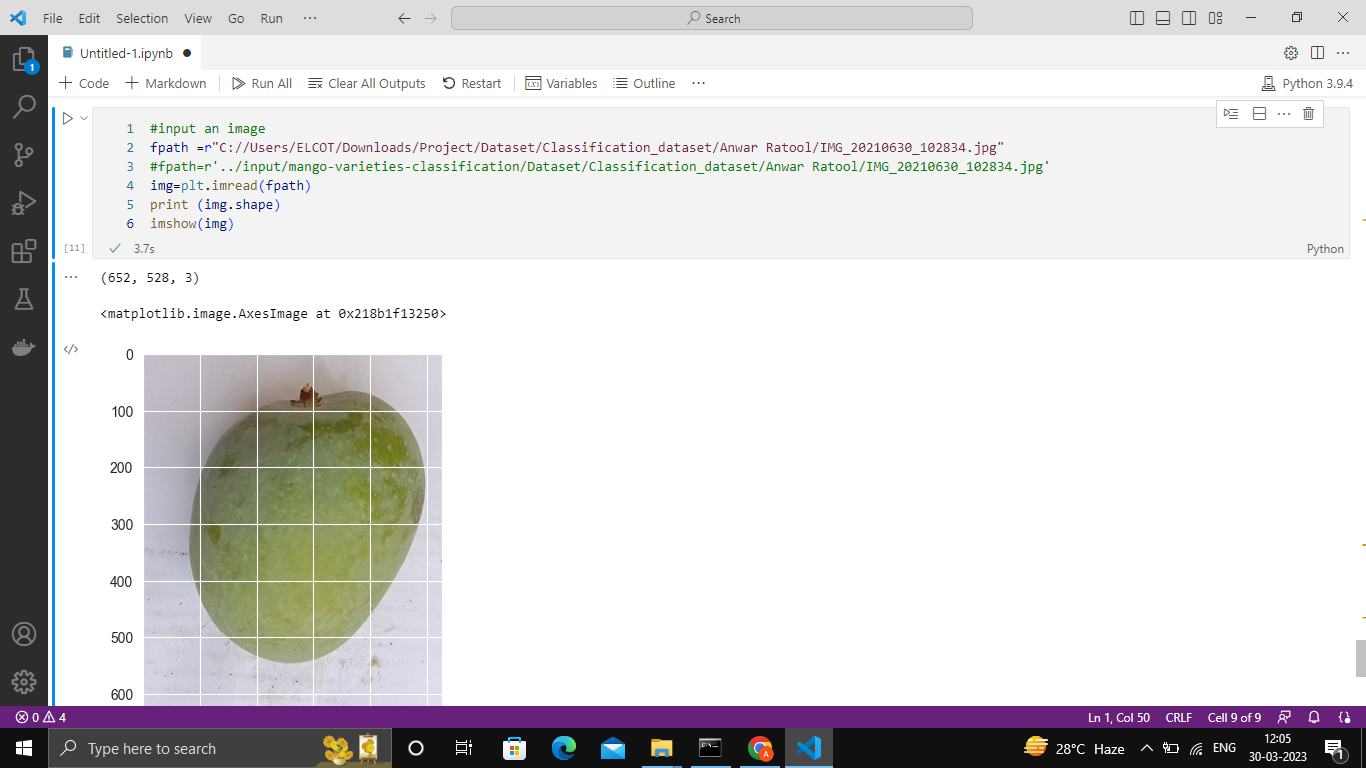 File Edit Selection View Go Run ··· Search
1
Untitled-1.ipynb
+ Code + Markdown Run All Clear All Outputs Restart Variables Outline ··· Python 3.9.4
1 #input an image
2 fpath =r"C://Users/ELCOT/Downloads/Project/Dataset/Classification_dataset/Anwar Ratool/IMG_20210630_102834.jpg"
3 #fpath=r'../input/mango-varieties-classification/Dataset/Classification_dataset/Anwar Ratool/IMG_20210630_102834.jpg'
4 img=plt.imread(fpath)
5 print (img.shape)
6 imshow(img)
[11] 3.7s Python
(652, 528, 3)
<matplotlib.image.AxesImage at 0x218b1f13250>
0
100
200
300
400
500
600
0 4 Ln 1, Col 50 CRLF Cell 9 of 9
Type here to search 28°C Haze ENG 12:05
30-03-2023 1